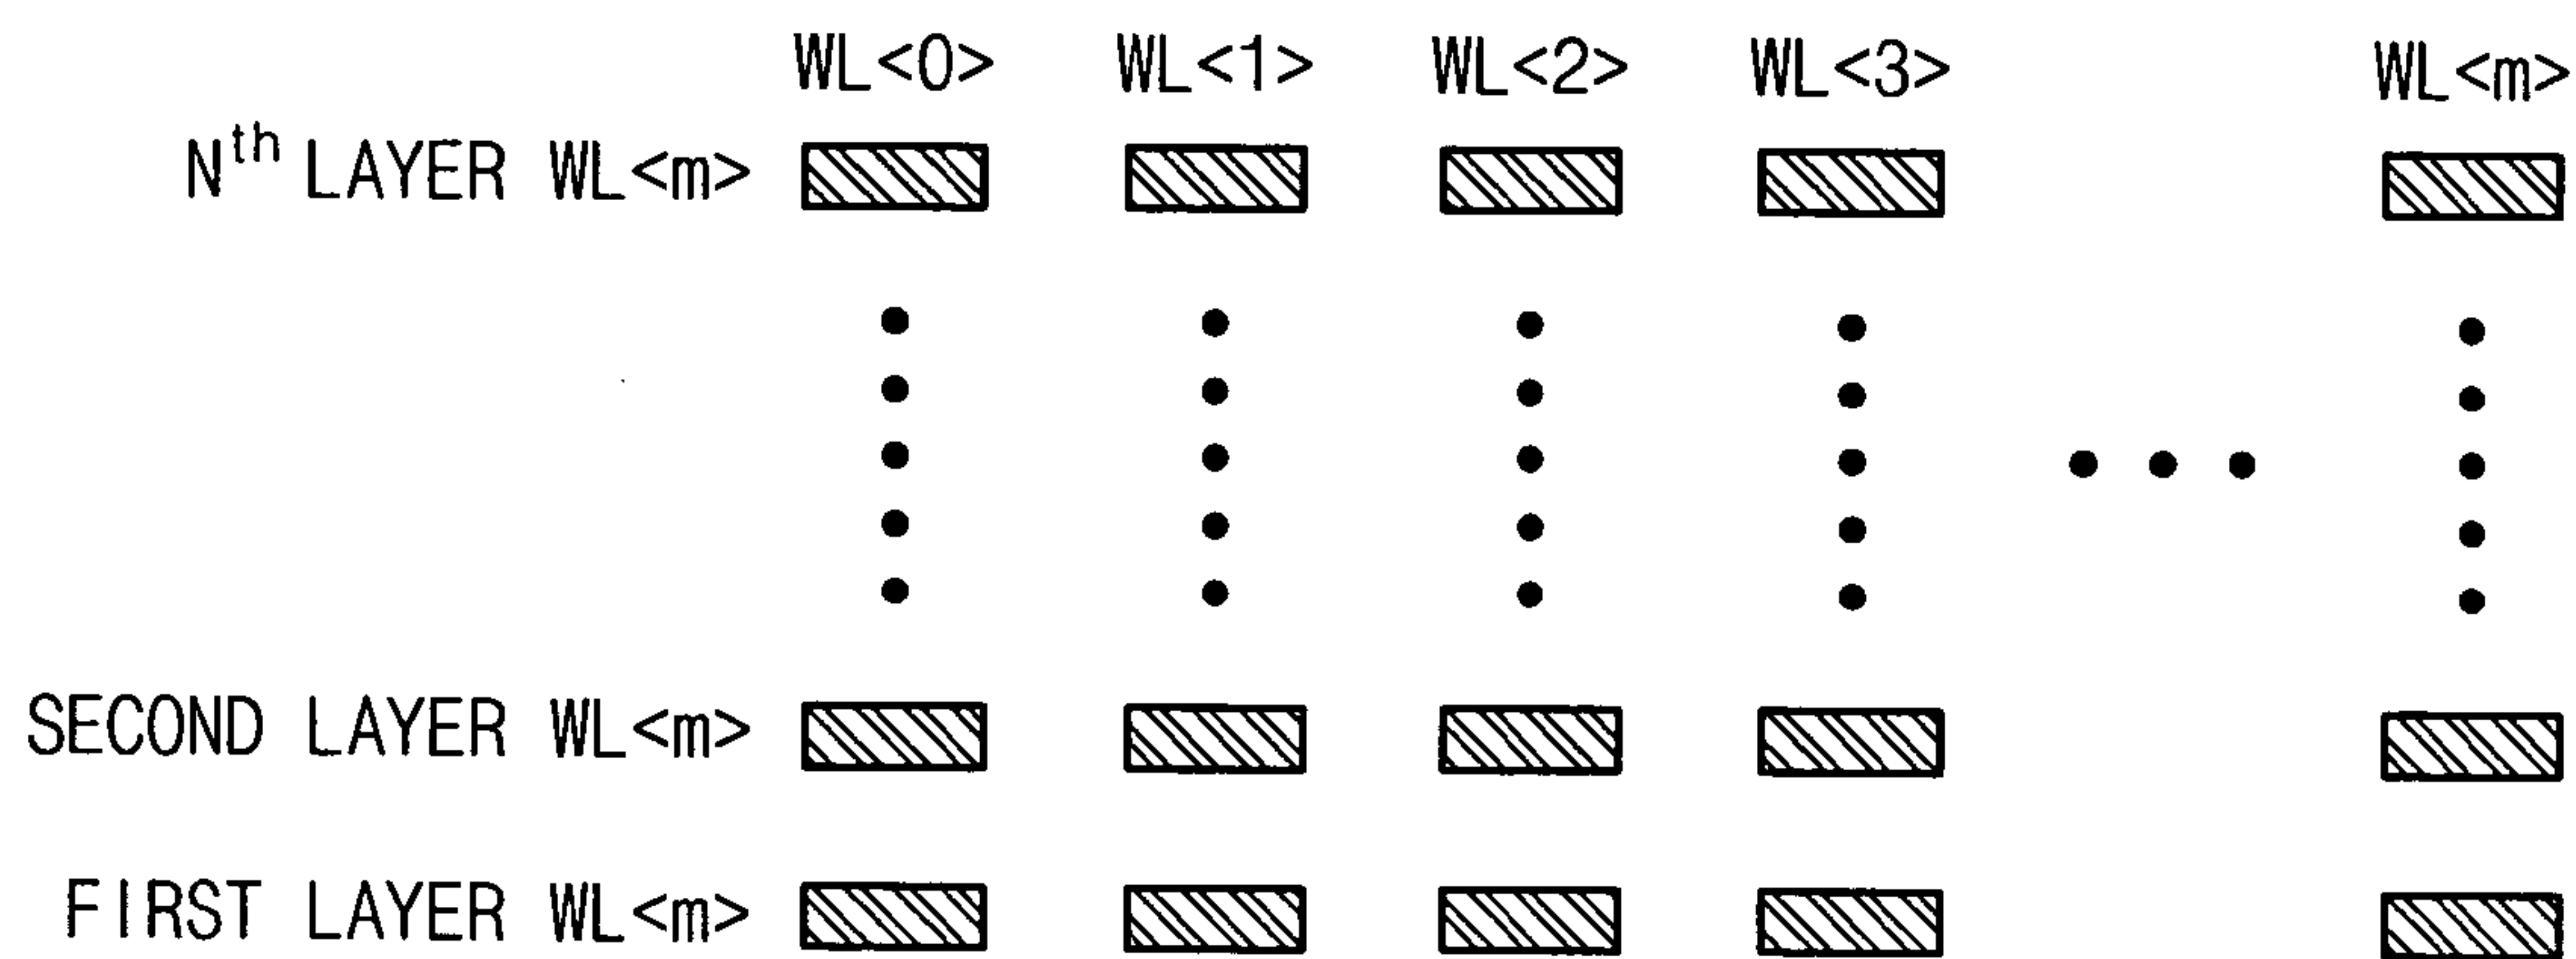 WL<0> WL<1> WL<2> WL<3> WL<m>
Nth LAYER WL<m>
SECOND LAYER WL<m>
FIRST LAYER WL<m>